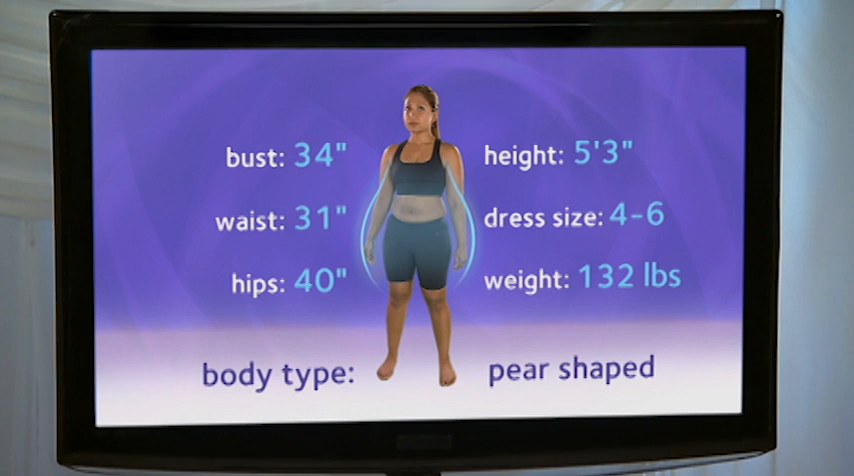 bust: 34"
waist: 31"
hips: 40"
height: 5'3"
dress size: 4-6
weight: 132 lbs
body type: pear shaped